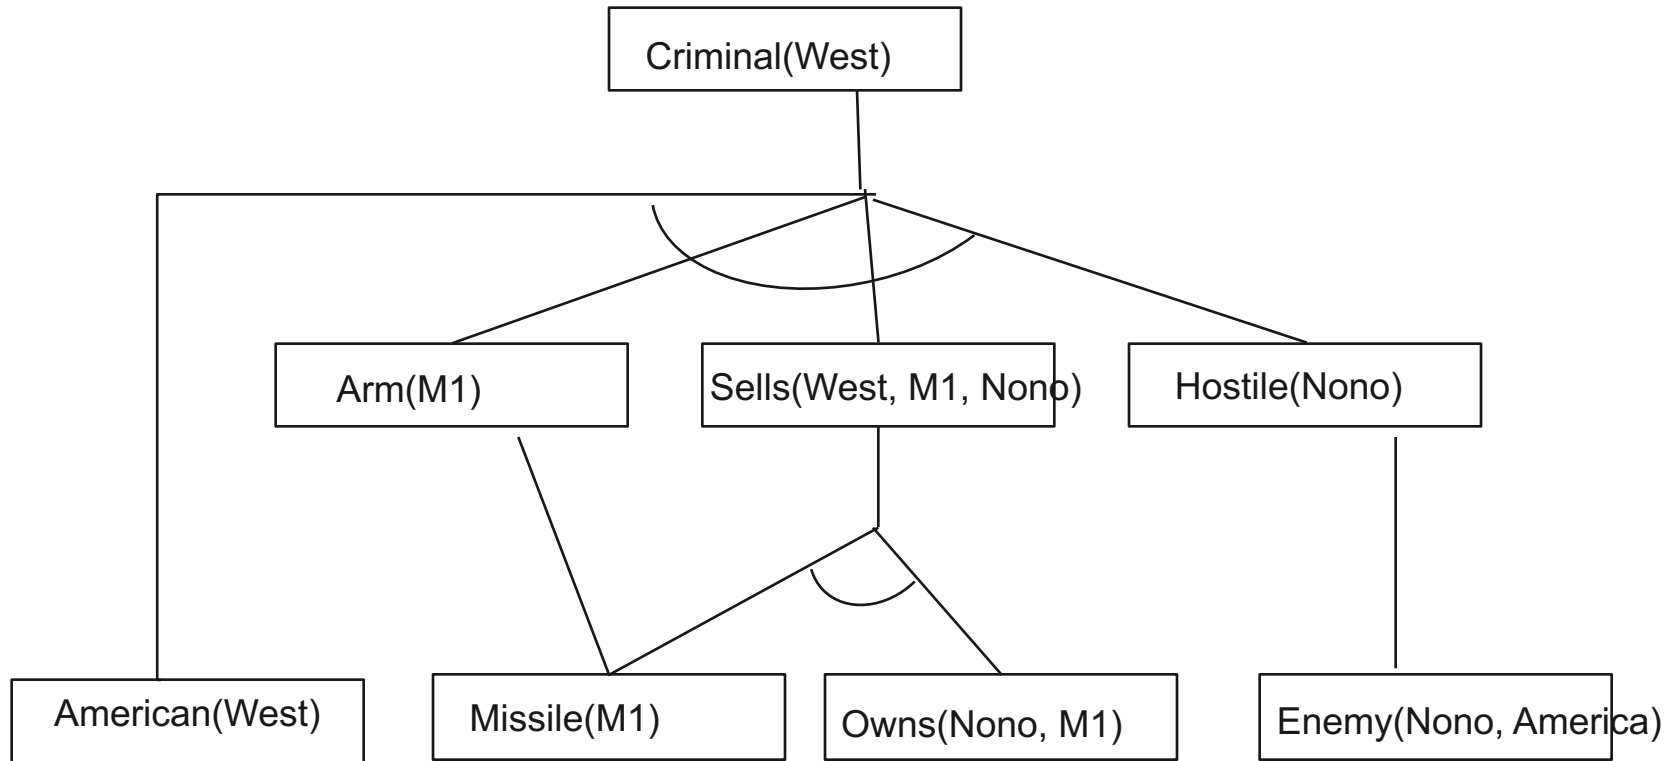 Criminal(West)
Arm(M1)
Sells(West, M1, Nono)
Hostile(Nono)
American(West)
Missile(M1)
Owns(Nono, M1)
Enemy(Nono, America)